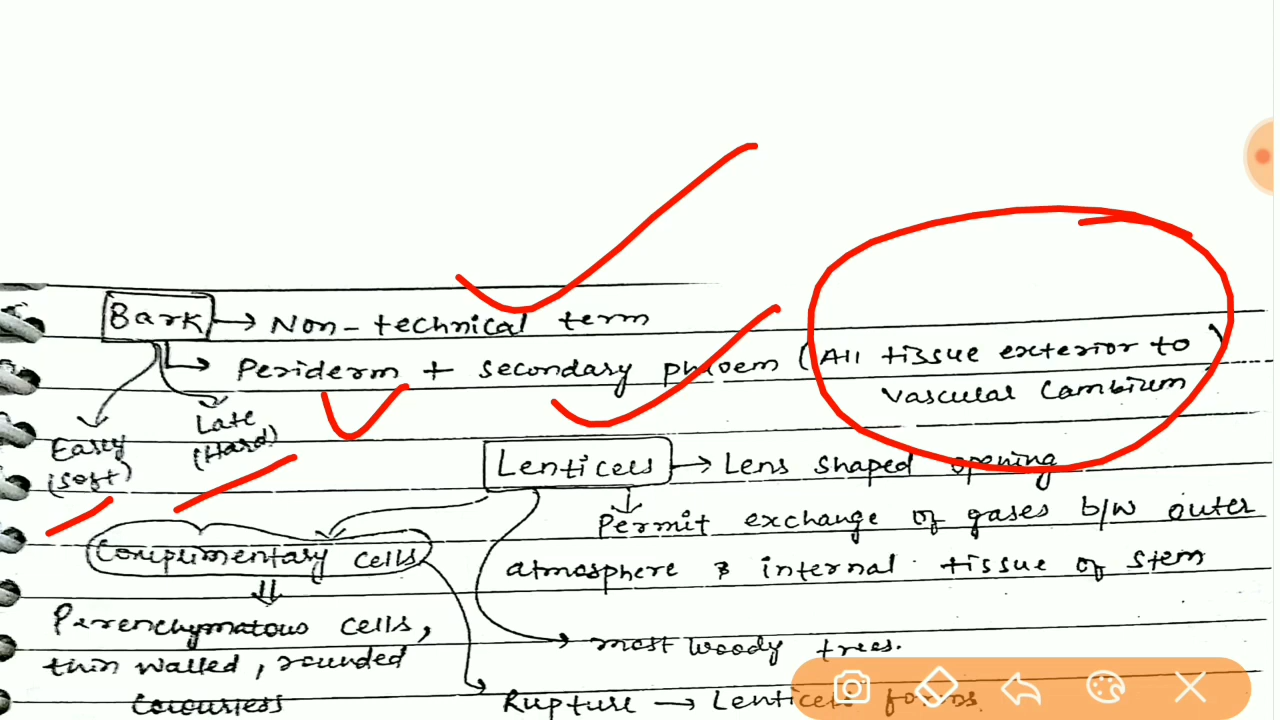 Bark → Non-technical term
→ Periderm + secondary phloem (All tissue exterior to
vascular Cambium)
Early
(soft)
Late
(Hard)
Lenticels → Lens shaped opening
Permit exchange of gases b/w outer
atmosphere & internal tissue of stem
→ most woody trees.
Complimentary cells
Perenchymatous cells,
thin walled, rounded
colourless
Rupture → Lenticels forms.